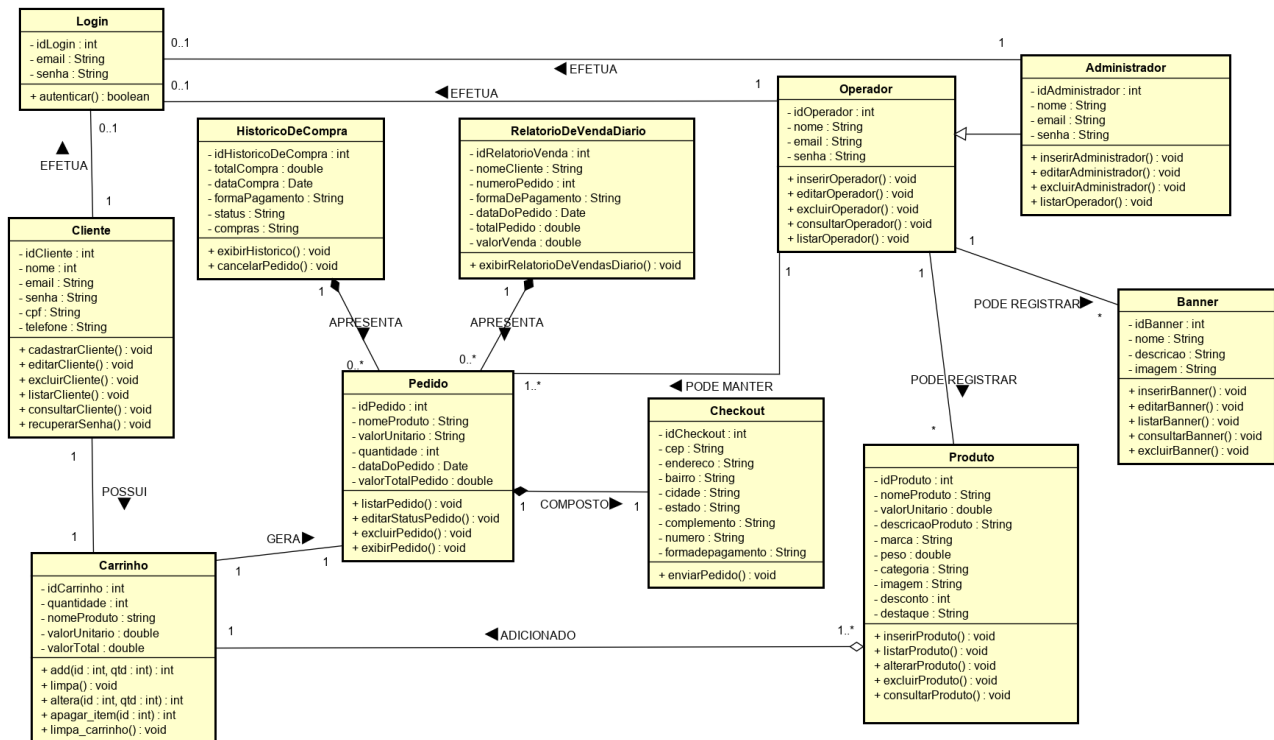 Login
- idLogin : int
- email : String
- senha : String
+ autenticar() : boolean
0..1
1
◀ EFETUA
0..1
1
◀ EFETUA
0..1
▲
EFETUA
1
Administrador
- idAdministrador : int
- nome : String
- email : String
- senha : String
+ inserirAdministrador() : void
+ editarAdministrador() : void
+ excluirAdministrador() : void
+ listarOperador() : void
Operador
- idOperador : int
- nome : String
- email : String
- senha : String
+ inserirOperador() : void
+ editarOperador() : void
+ excluirOperador() : void
+ consultarOperador() : void
+ listarOperador() : void
HistoricoDeCompra
- idHistoricoDeCompra : int
- totalCompra : double
- dataCompra : Date
- formaPagamento : String
- status : String
- compras : String
+ exibirHistorico() : void
+ cancelarPedido() : void
RelatorioDeVendaDiario
- idRelatorioVenda : int
- nomeCliente : String
- numeroPedido : int
- formaDePagamento : String
- dataDoPedido : Date
- totalPedido : double
- valorVenda : double
+ exibirRelatorioDeVendasDiario() : void
Cliente
- idCliente : int
- nome : int
- email : String
- senha : String
- cpf : String
- telefone : String
+ cadastrarCliente() : void
+ editarCliente() : void
+ excluirCliente() : void
+ listarCliente() : void
+ consultarCliente() : void
+ recuperarSenha() : void
1
APRESENTA
▼
0..*
1
APRESENTA
▼
0..*
1
1..*
◀ PODE MANTER
1
PODE REGISTRAR ▶
*
1
PODE REGISTRAR
▼
*
Banner
- idBanner : int
- nome : String
- descricao : String
- imagem : String
+ inserirBanner() : void
+ editarBanner() : void
+ listarBanner() : void
+ consultarBanner() : void
+ excluirBanner() : void
Pedido
- idPedido : int
- nomeProduto : String
- valorUnitario : String
- quantidade : int
- dataDoPedido : Date
- valorTotalPedido : double
+ listarPedido() : void
+ editarStatusPedido() : void
+ excluirPedido() : void
+ exibirPedido() : void
1
COMPOSTO ▶
1
Checkout
- idCheckout : int
- cep : String
- endereco : String
- bairro : String
- cidade : String
- estado : String
- complemento : String
- numero : String
- formadepagamento : String
+ enviarPedido() : void
Produto
- idProduto : int
- nomeProduto : String
- valorUnitario : double
- descricaoProduto : String
- marca : String
- peso : double
- categoria : String
- imagem : String
- desconto : int
- destaque : String
+ inserirProduto() : void
+ listarProduto() : void
+ alterarProduto() : void
+ excluirProduto() : void
+ consultarProduto() : void
1
POSSUI
▼
1
GERA ▶
1
1
Carrinho
- idCarrinho : int
- quantidade : int
- nomeProduto : string
- valorUnitario : double
- valorTotal : double
+ add(id : int, qtd : int) : int
+ limpa() : void
+ altera(id : int, qtd : int) : int
+ apagar_item(id : int) : int
+ limpa_carrinho() : void
1
◀ ADICIONADO
1..*